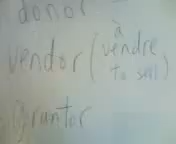 donor
à
vendor (vendre
to sell)
grantor